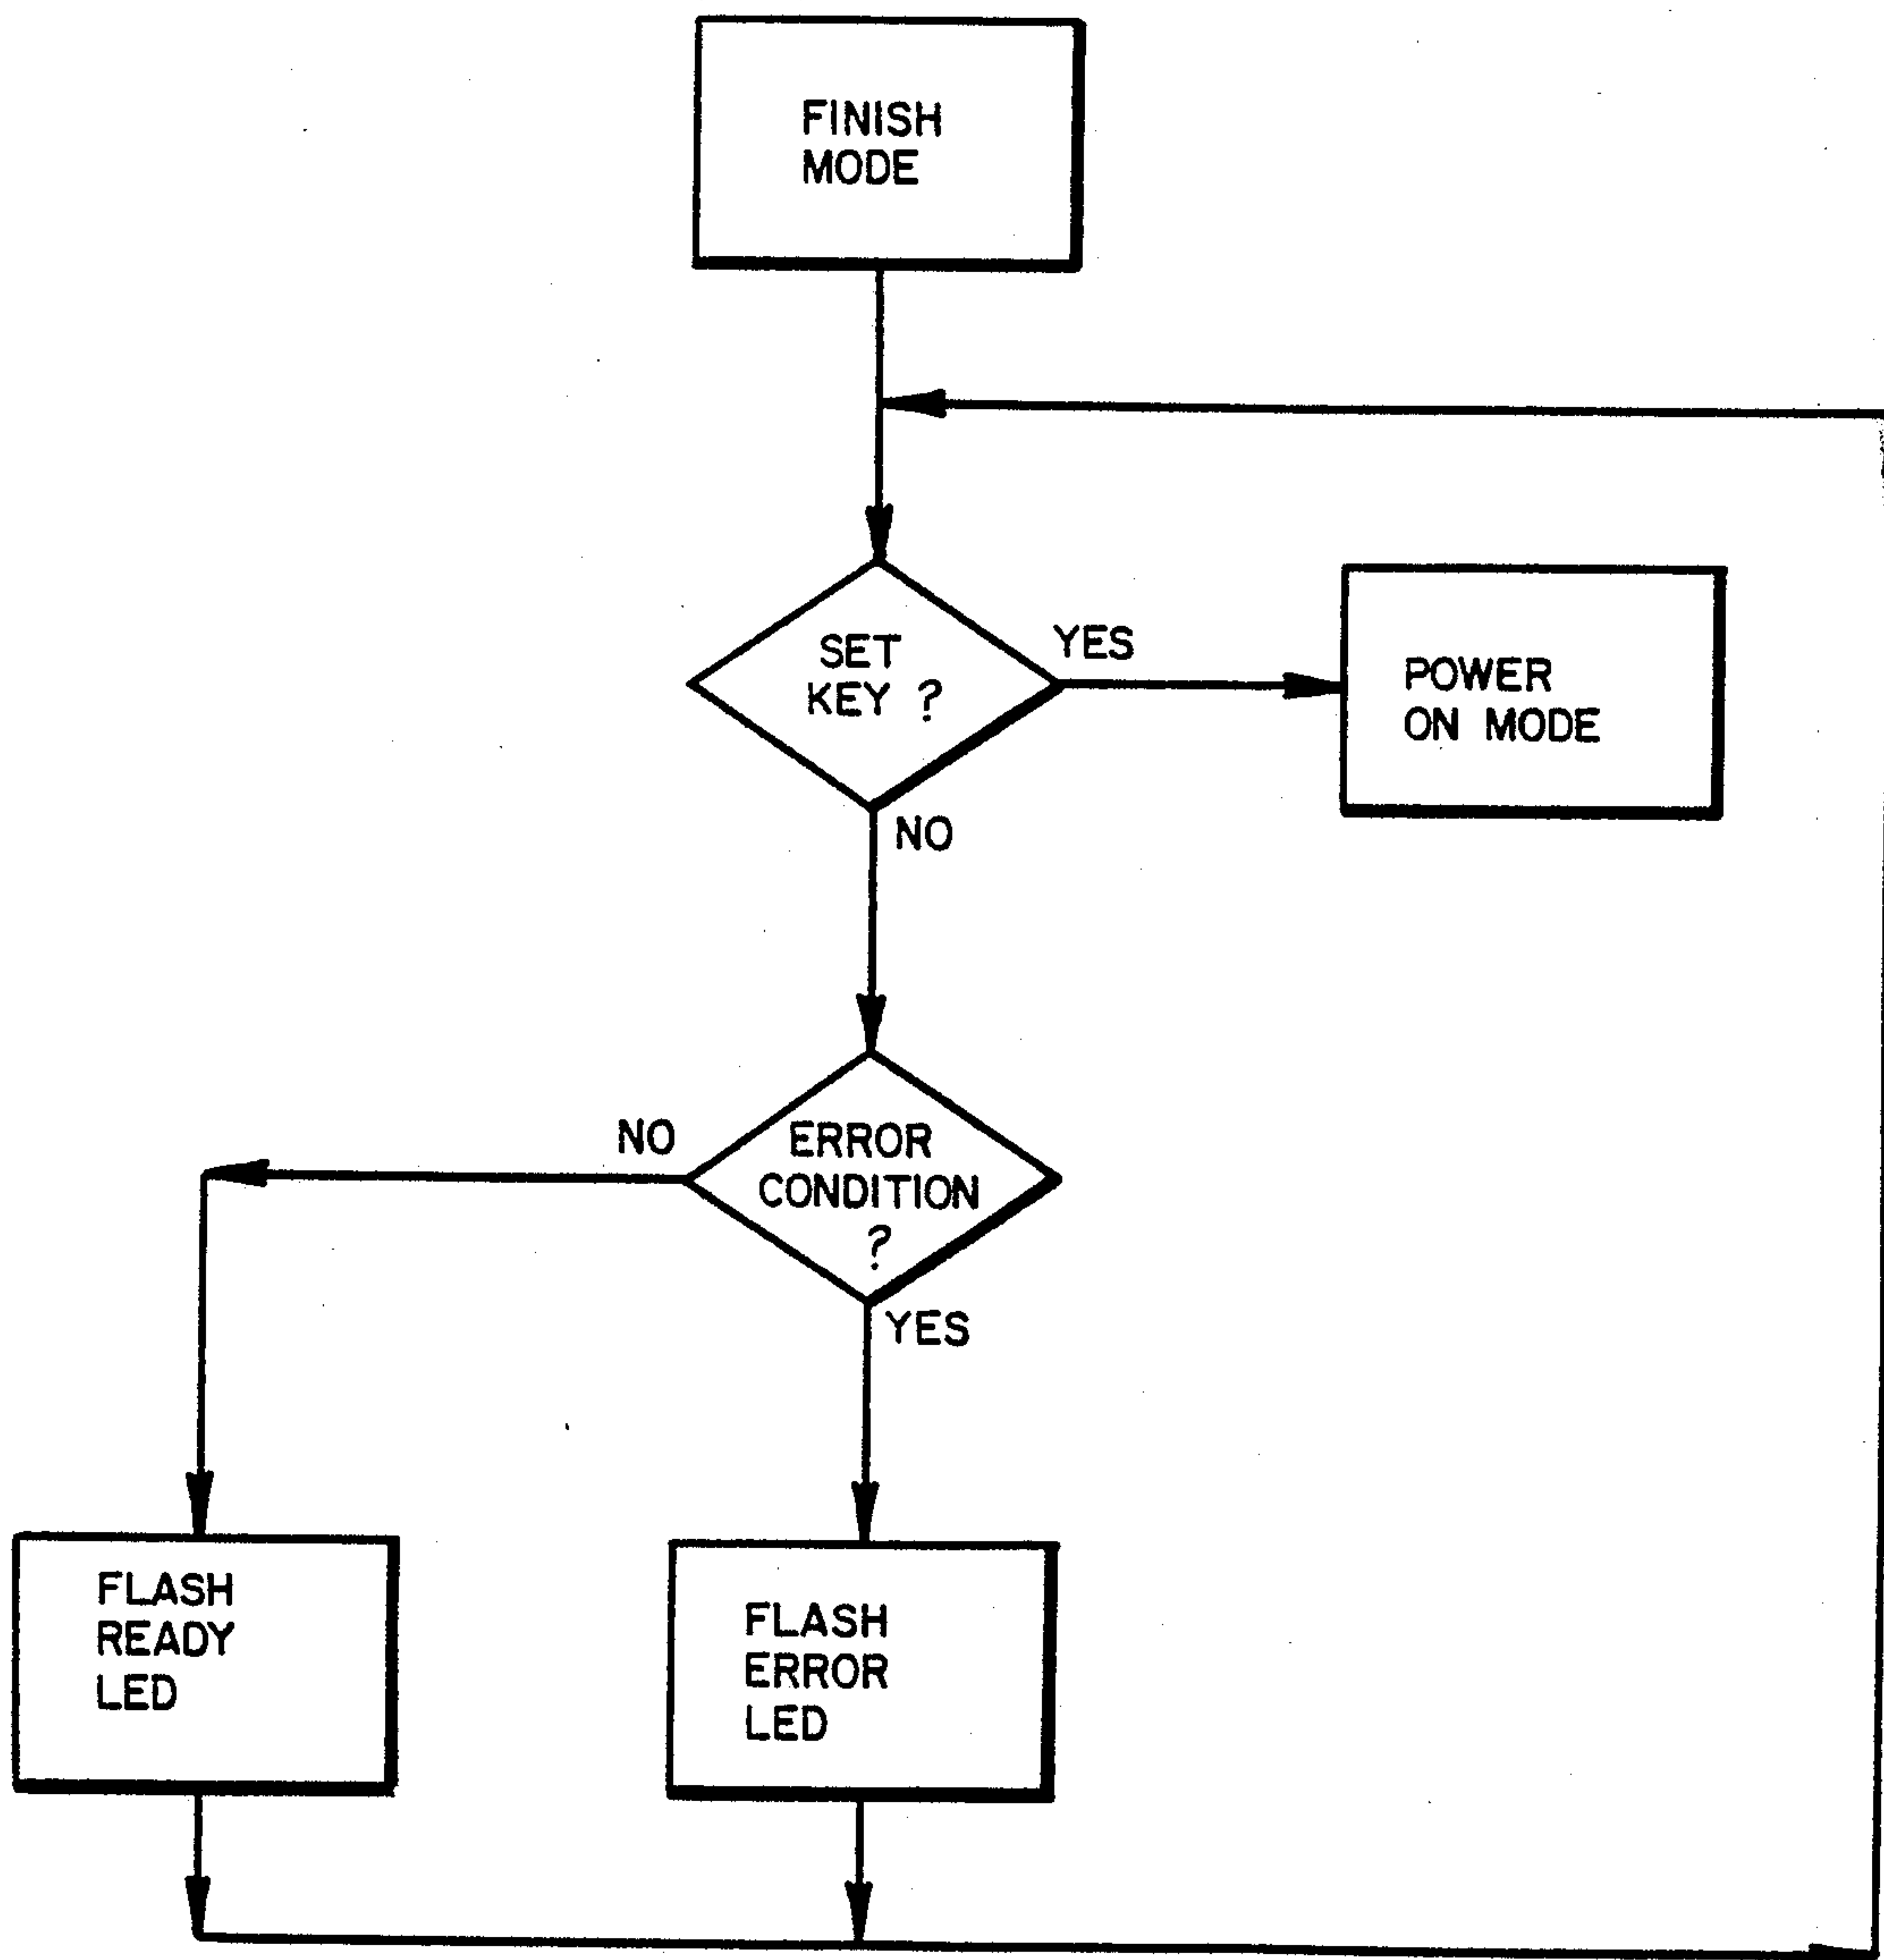 FINISH
MODE
SET
KEY ?
YES
POWER
ON MODE
NO
NO
ERROR
CONDITION
?
YES
FLASH
READY
LED
FLASH
ERROR
LED